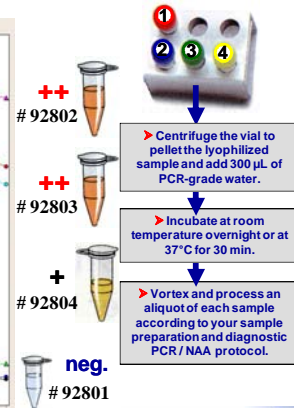 1
2
3
4
++
# 92802
++
# 92803
+
# 92804
neg.
# 92801
➤ Centrifuge the vial to
pellet the lyophilized
sample and add 300 µL of
PCR-grade water.
➤ Incubate at room
temperature overnight or at
37°C for 30 min.
➤ Vortex and process an
aliquot of each sample
according to your sample
preparation and diagnostic
PCR / NAA protocol.